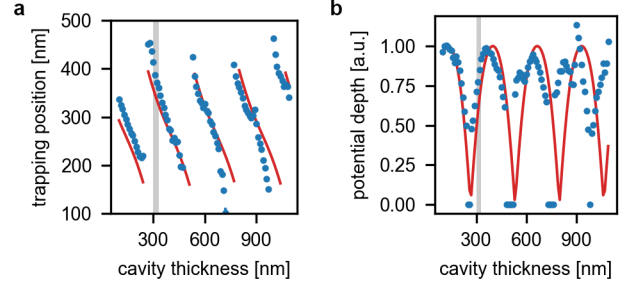 a
trapping position [nm]
500
400
300
200
100
300 600 900
cavity thickness [nm]
b
potential depth [a.u.]
1.00
0.75
0.50
0.25
0.00
300 600 900
cavity thickness [nm]